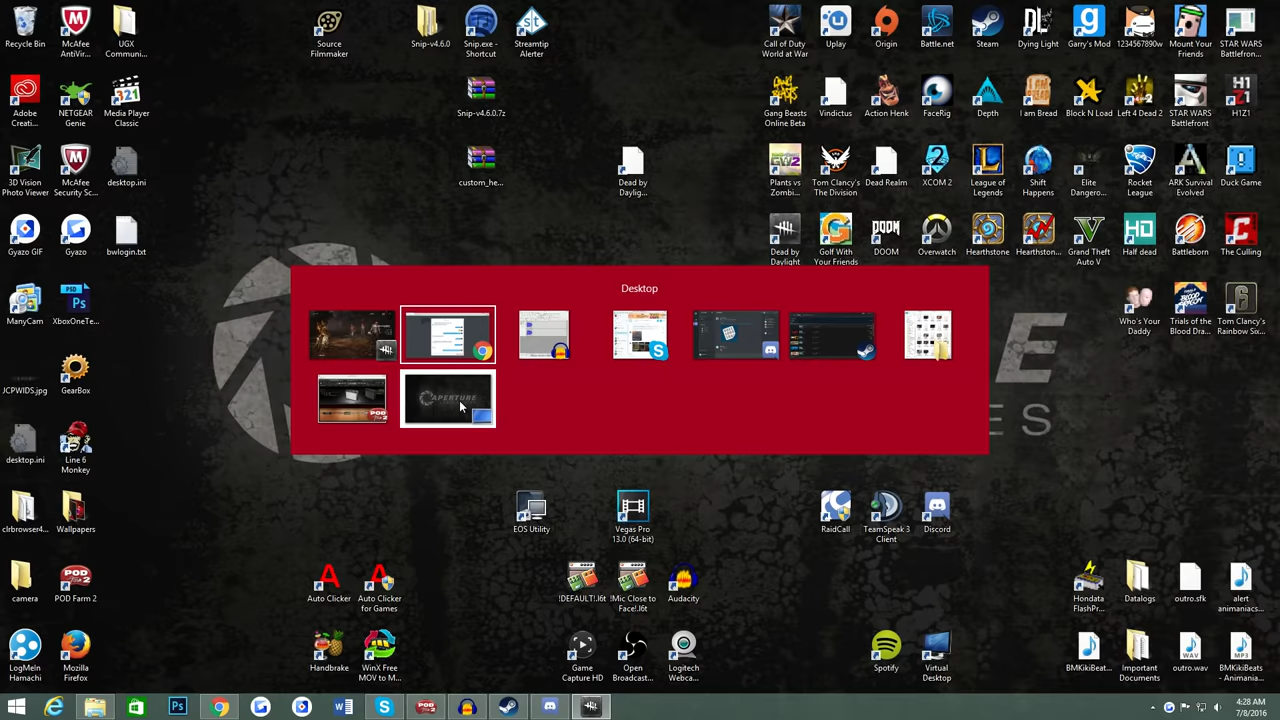 Recycle Bin
McAfee AntiVir...
UGX Communi...
Source Filmmaker
Snip-v4.6.0
Snip.exe - Shortcut
Streamtip Alerter
Call of Duty World at War
Uplay
Origin
Battle.net
Steam
Dying Light
Garry's Mod
1234567890w
Mount Your Friends
STAR WARS Battlefron...
Adobe Creati...
NETGEAR Genie
Media Player Classic
Snip-v4.6.0.7z
Gang Beasts Online Beta
Vindictus
Action Henk
FaceRig
Depth
I am Bread
Block N Load
Left 4 Dead 2
STAR WARS Battlefront
H1Z1
3D Vision Photo Viewer
McAfee Security Sc...
desktop.ini
custom_he...
Dead by Daylig...
Plants vs Zombi...
Tom Clancy's The Division
Dead Realm
XCOM 2
League of Legends
Shift Happens
Elite Dangero...
Rocket League
ARK Survival Evolved
Duck Game
Gyazo GIF
Gyazo
bwlogin.txt
Dead by Daylight
Golf With Your Friends
DOOM
Overwatch
Hearthstone
Hearthston...
Grand Theft Auto V
Half dead
Battleborn
The Culling
Desktop
ManyCam
XboxOneTe...
Who's Your Daddy
Trials of the Blood Dra...
Tom Clancy's Rainbow Six...
JCPWIDS.jpg
GearBox
APERTURE
desktop.ini
Line 6 Monkey
clrbrowser4...
Wallpapers
EOS Utility
Vegas Pro 13.0 (64-bit)
RaidCall
TeamSpeak 3 Client
Discord
camera
POD Farm 2
Auto Clicker
Auto Clicker for Games
!DEFAULT!.l6t
!Mic Close to Face!.l6t
Audacity
Hondata FlashPr...
Datalogs
outro.sfk
alert animaniacs...
LogMeIn Hamachi
Mozilla Firefox
Handbrake
WinX Free MOV to M...
Game Capture HD
Open Broadcast...
Logitech Webca...
Spotify
Virtual Desktop
BMKikiBeat...
Important Documents
outro.wav
BMKikiBeat - Animania...
4:28 AM
7/8/2016